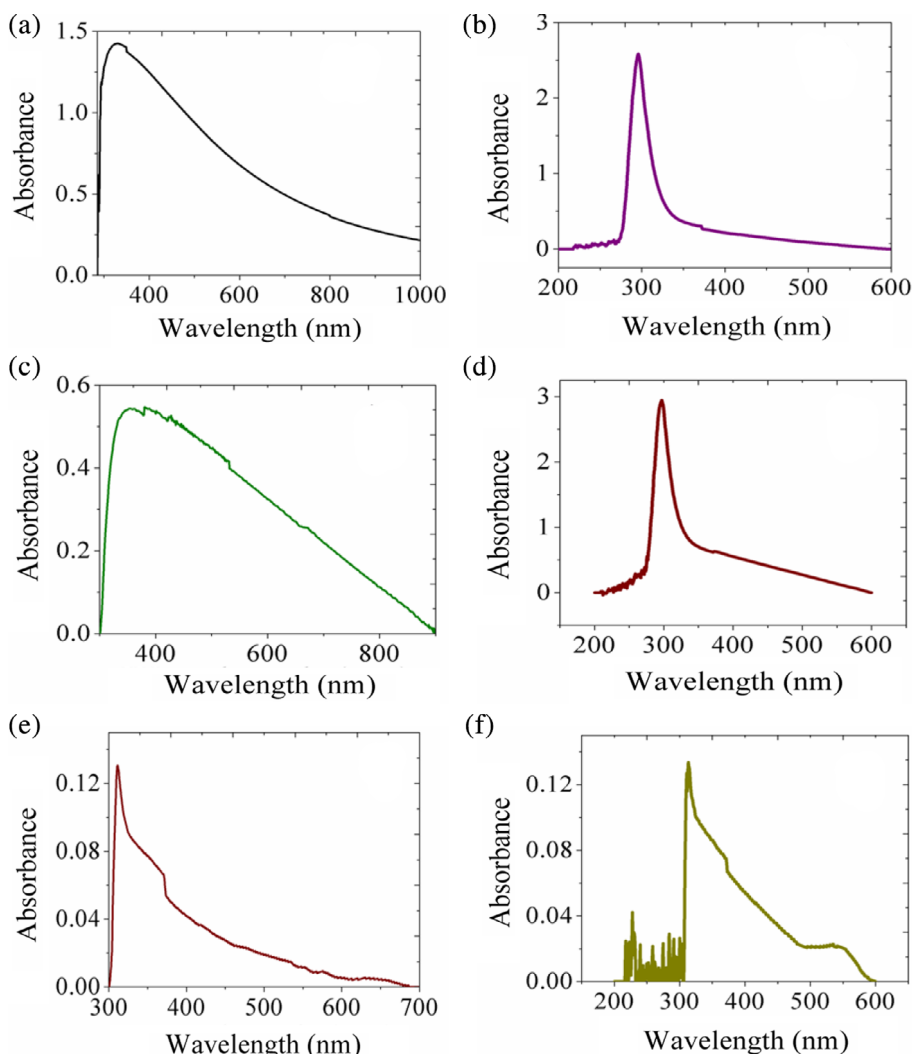 (a)
1.5
1.0
0.5
0.0
Absorbance
400 600 800 1000
Wavelength (nm)
(b)
3
2
1
0
Absorbance
200 300 400 500 600
Wavelength (nm)
(c)
0.6
0.4
0.2
0.0
Absorbance
400 600 800
Wavelength (nm)
(d)
3
2
1
0
Absorbance
200 300 400 500 600
Wavelength (nm)
(e)
0.12
0.08
0.04
0.00
Absorbance
300 400 500 600 700
Wavelength (nm)
(f)
0.12
0.08
0.04
0.00
Absorbance
200 300 400 500 600
Wavelength (nm)